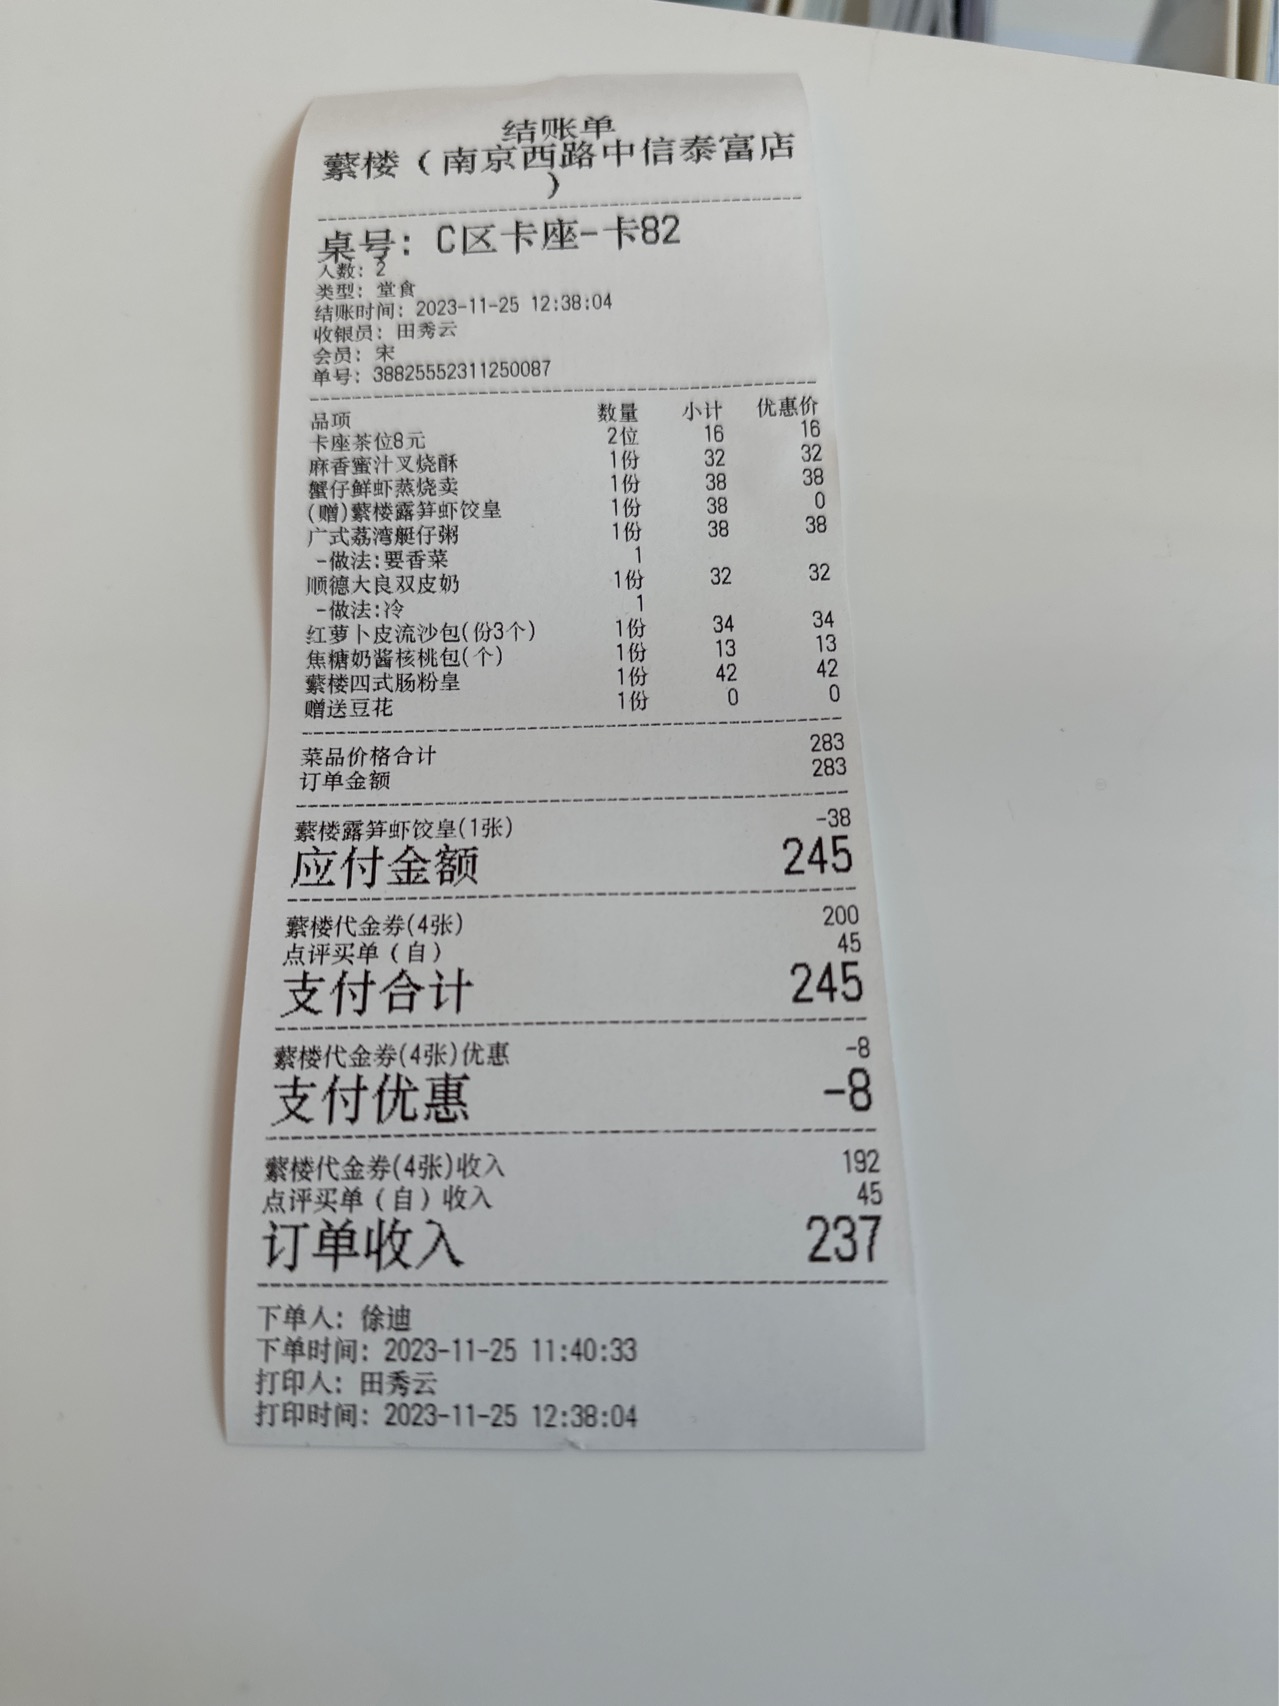 结账单
蘩楼（南京西路中信泰富店
）
桌号：C区卡座-卡82
人数：2
类型：堂食
结账时间：2023-11-25 12:38:04
收银员：田秀云
会员：宋
单号：38825552311250087
品项 数量 小计 优惠价
卡座茶位8元 2位 16 16
麻香蜜汁叉烧酥 1份 32 32
蟹仔鲜虾蒸烧卖 1份 38 38
(赠)蘩楼露笋虾饺皇 1份 38 0
广式荔湾艇仔粥 1份 38 38
-做法:要香菜 1
顺德大良双皮奶 1份 32 32
-做法:冷 1
红萝卜皮流沙包(份3个) 1份 34 34
焦糖奶酱核桃包(个) 1份 13 13
蘩楼四式肠粉皇 1份 42 42
赠送豆花 1份 0 0
菜品价格合计 283
订单金额 283
蘩楼露笋虾饺皇(1张) -38
应付金额 245
蘩楼代金券(4张) 200
点评买单（自） 45
支付合计 245
蘩楼代金券(4张)优惠 -8
支付优惠 -8
蘩楼代金券(4张)收入 192
点评买单（自）收入 45
订单收入 237
下单人：徐迪
下单时间：2023-11-25 11:40:33
打印人：田秀云
打印时间：2023-11-25 12:38:04